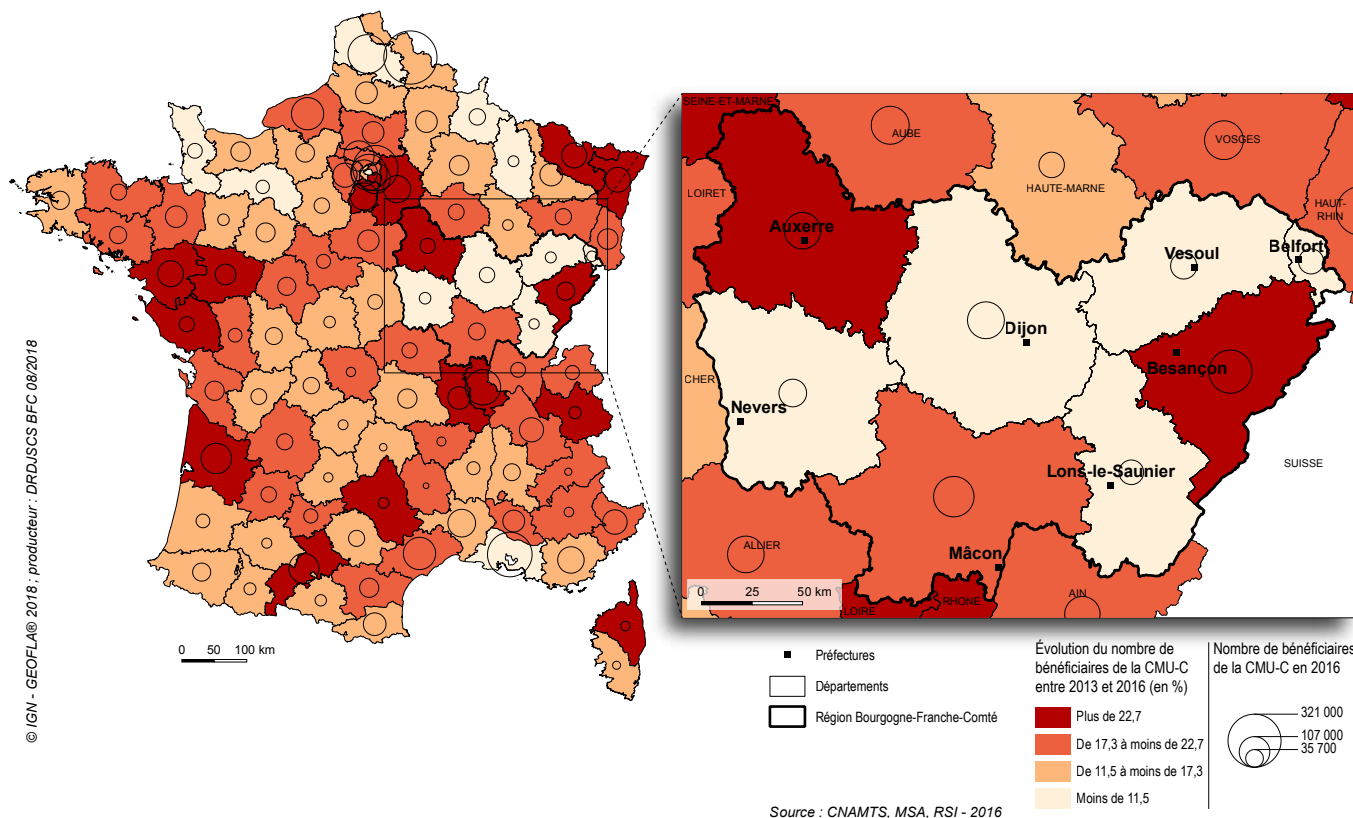 © IGN - GEOFLA® 2018 ; producteur : DRDJSCS BFC 08/2018
0 50 100 km
SEINE-ET-MARNE
AUBE
VOSGES
LOIRET
HAUTE-MARNE
HAUT-
RHIN
Auxerre
Vesoul
Belfort
Dijon
Besançon
CHER
Nevers
SUISSE
Lons-le-Saunier
ALLIER
Mâcon
0 25 50 km
LOIRE
RHONE
AIN
Préfectures
Départements
Région Bourgogne-Franche-Comté
Évolution du nombre de
bénéficiaires de la CMU-C
entre 2013 et 2016 (en %)
Plus de 22,7
De 17,3 à moins de 22,7
De 11,5 à moins de 17,3
Moins de 11,5
Nombre de bénéficiaires
de la CMU-C en 2016
321 000
107 000
35 700
Source : CNAMTS, MSA, RSI - 2016